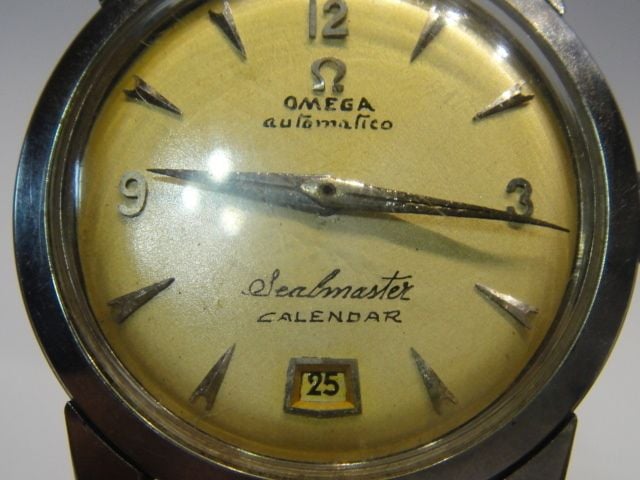 12
Ω
OMEGA
automatico
9 3
Sealmaster
CALENDAR
25